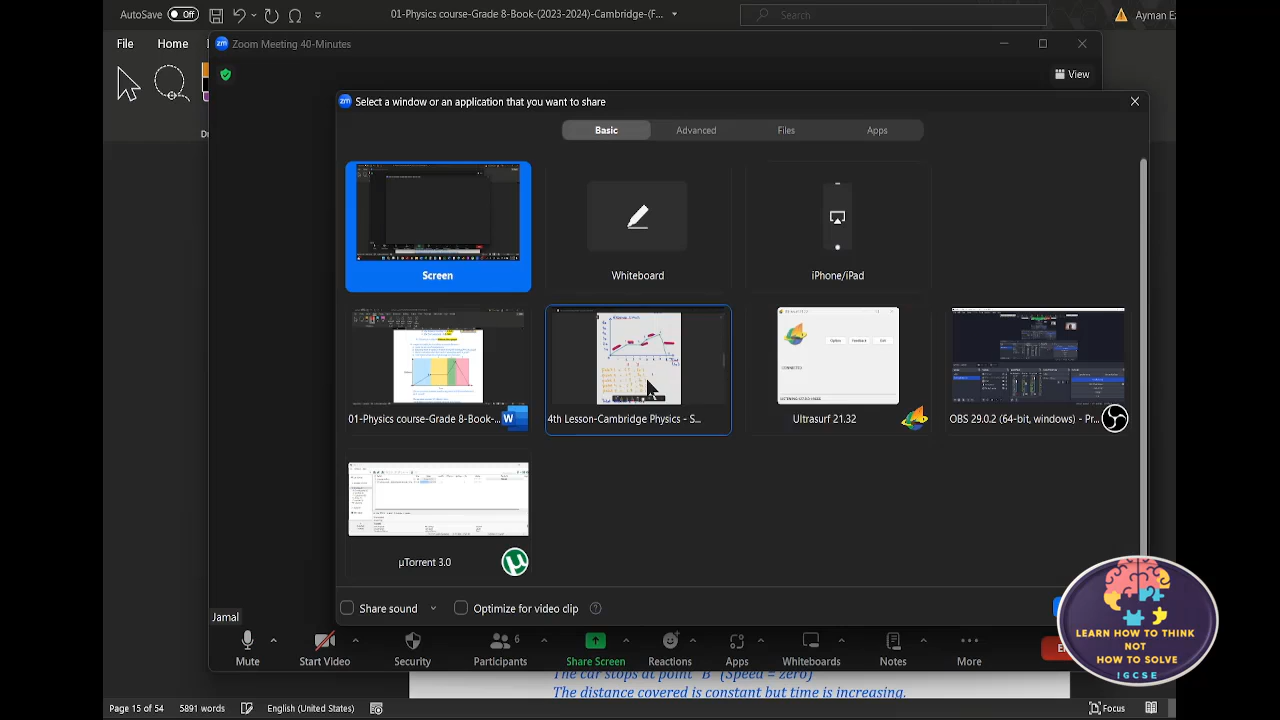 AutoSave Off
01-Physics course-Grade 8-Book-(2023-2024)-Cambridge-(F...
Search
Ayman Ez
File Home
zm Zoom Meeting 40-Minutes
View
zm Select a window or an application that you want to share
Basic Advanced Files Apps
Screen
Whiteboard
iPhone/iPad
01-Physics course-Grade 8-Book-...
4th Lesson-Cambridge Physics - S...
Ultrasurf 21.32
OBS 29.0.2 (64-bit, windows) - Pr...
µTorrent 3.0
Share sound
Optimize for video clip
Jamal
Mute
Start Video
Security
Participants 6
Share Screen
Reactions
Apps
Whiteboards
Notes
More
LEARN HOW TO THINK
NOT
HOW TO SOLVE
!GCSE
The car stops at point "B" (Speed = zero)
The distance covered is constant but time is increasing.
Page 15 of 54 5891 words English (United States) Focus